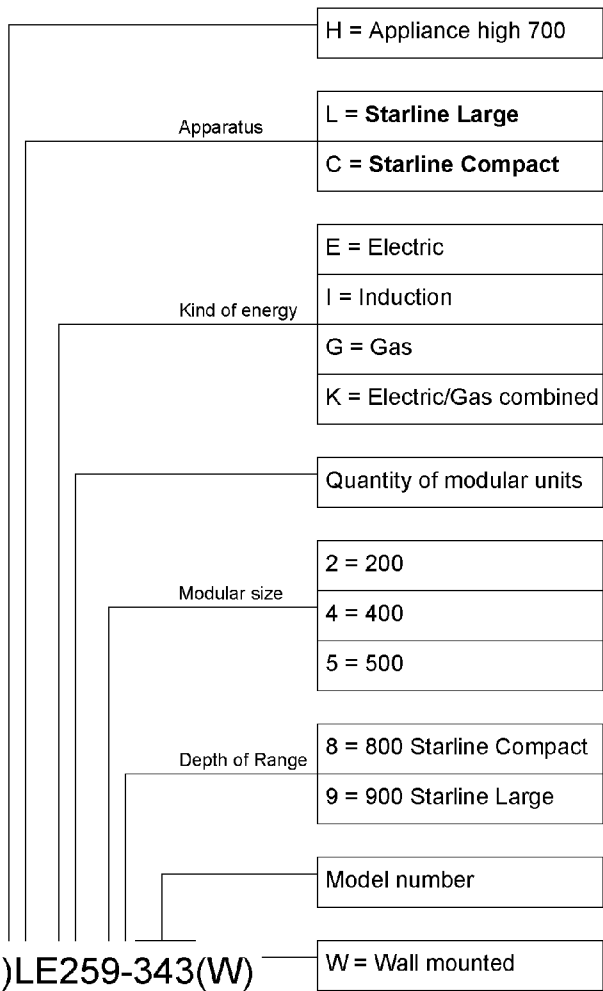 H = Appliance high 700
Apparatus
L = Starline Large
C = Starline Compact
Kind of energy
E = Electric
I = Induction
G = Gas
K = Electric/Gas combined
Quantity of modular units
Modular size
2 = 200
4 = 400
5 = 500
Depth of Range
8 = 800 Starline Compact
9 = 900 Starline Large
Model number
)LE259-343(W)
W = Wall mounted